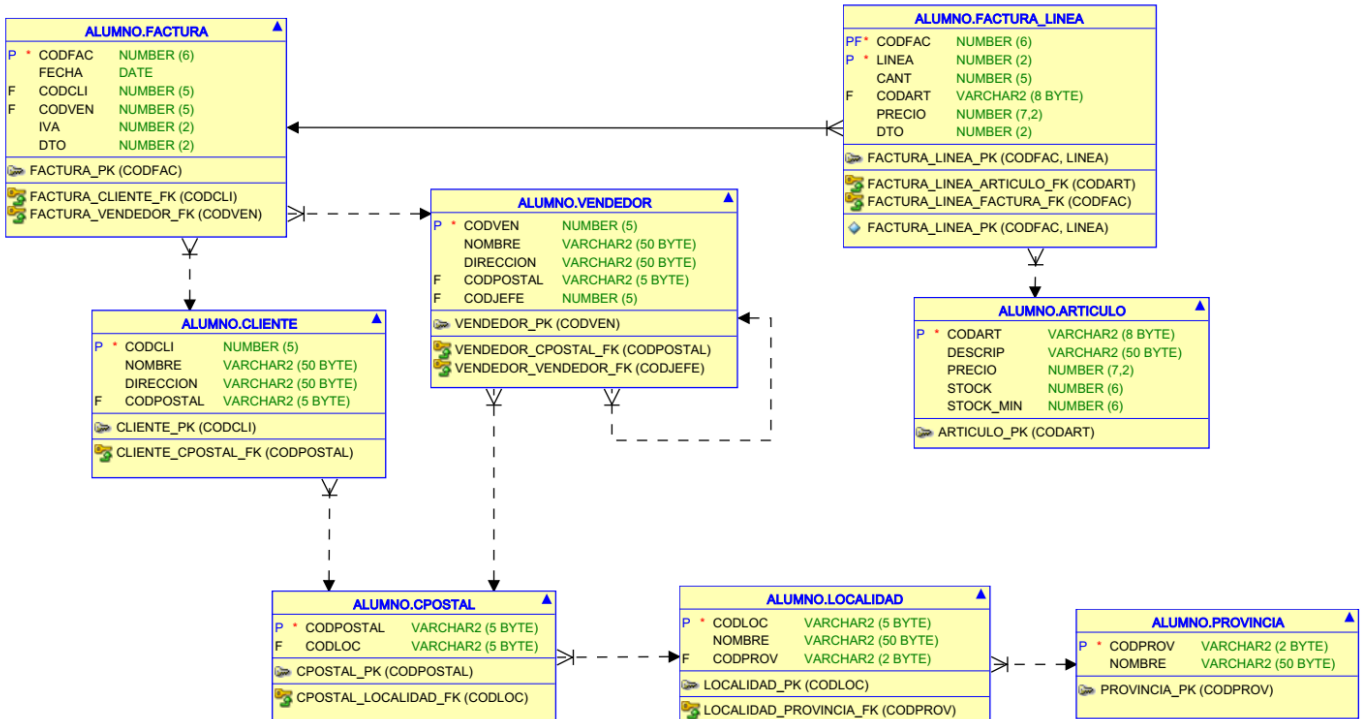 ALUMNO.FACTURA
P * CODFAC NUMBER (6)
FECHA DATE
F CODCLI NUMBER (5)
F CODVEN NUMBER (5)
IVA NUMBER (2)
DTO NUMBER (2)
FACTURA_PK (CODFAC)
FACTURA_CLIENTE_FK (CODCLI)
FACTURA_VENDEDOR_FK (CODVEN)
ALUMNO.FACTURA_LINEA
PF* CODFAC NUMBER (6)
P * LINEA NUMBER (2)
CANT NUMBER (5)
F CODART VARCHAR2 (8 BYTE)
PRECIO NUMBER (7,2)
DTO NUMBER (2)
FACTURA_LINEA_PK (CODFAC, LINEA)
FACTURA_LINEA_ARTICULO_FK (CODART)
FACTURA_LINEA_FACTURA_FK (CODFAC)
FACTURA_LINEA_PK (CODFAC, LINEA)
ALUMNO.VENDEDOR
P * CODVEN NUMBER (5)
NOMBRE VARCHAR2 (50 BYTE)
DIRECCION VARCHAR2 (50 BYTE)
F CODPOSTAL VARCHAR2 (5 BYTE)
F CODJEFE NUMBER (5)
VENDEDOR_PK (CODVEN)
VENDEDOR_CPOSTAL_FK (CODPOSTAL)
VENDEDOR_VENDEDOR_FK (CODJEFE)
ALUMNO.CLIENTE
P * CODCLI NUMBER (5)
NOMBRE VARCHAR2 (50 BYTE)
DIRECCION VARCHAR2 (50 BYTE)
F CODPOSTAL VARCHAR2 (5 BYTE)
CLIENTE_PK (CODCLI)
CLIENTE_CPOSTAL_FK (CODPOSTAL)
ALUMNO.ARTICULO
P * CODART VARCHAR2 (8 BYTE)
DESCRIP VARCHAR2 (50 BYTE)
PRECIO NUMBER (7,2)
STOCK NUMBER (6)
STOCK_MIN NUMBER (6)
ARTICULO_PK (CODART)
ALUMNO.CPOSTAL
P * CODPOSTAL VARCHAR2 (5 BYTE)
F CODLOC VARCHAR2 (5 BYTE)
CPOSTAL_PK (CODPOSTAL)
CPOSTAL_LOCALIDAD_FK (CODLOC)
ALUMNO.LOCALIDAD
P * CODLOC VARCHAR2 (5 BYTE)
NOMBRE VARCHAR2 (50 BYTE)
F CODPROV VARCHAR2 (2 BYTE)
LOCALIDAD_PK (CODLOC)
LOCALIDAD_PROVINCIA_FK (CODPROV)
ALUMNO.PROVINCIA
P * CODPROV VARCHAR2 (2 BYTE)
NOMBRE VARCHAR2 (50 BYTE)
PROVINCIA_PK (CODPROV)